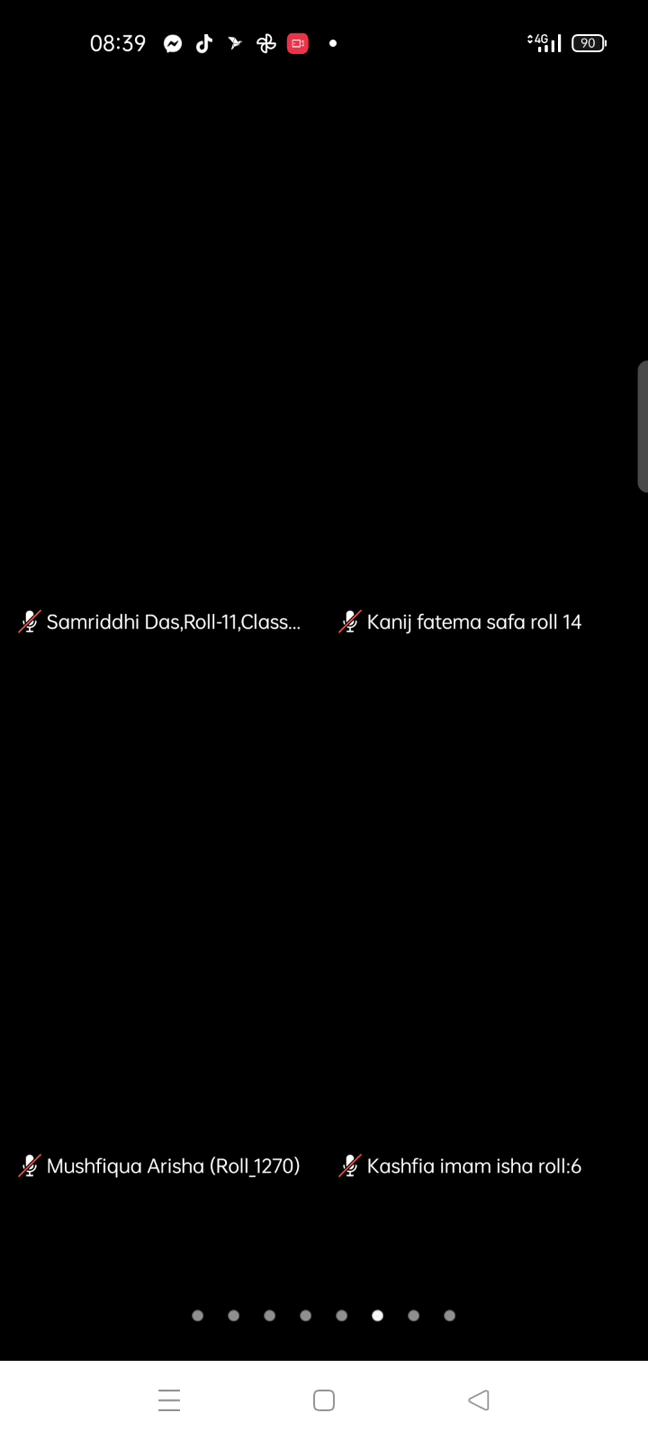 08:39 4G 90
Samriddhi Das,Roll-11,Class...
Kanij fatema safa roll 14
Mushfiqua Arisha (Roll_1270)
Kashfia imam isha roll:6